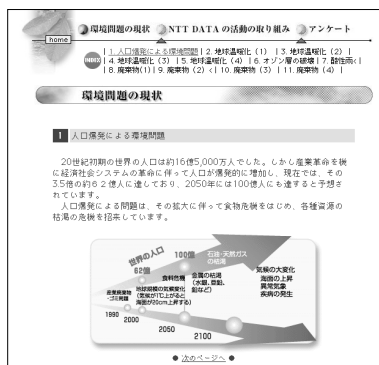 環境問題の現状 NTT DATAの活動の取り組み アンケート
home
INDEX
| 1. 人口爆発による環境問題 | 2. 地球温暖化 (1) | 3. 地球温暖化 (2) |
| 4. 地球温暖化 (3) | 5. 地球温暖化 (4) | 6. オゾン層の破壊 | 7. 酸性雨 |
| 8. 廃棄物(1) | 9. 廃棄物 (2) | 10. 廃棄物 (3) | 11. 廃棄物 (4) |
環境問題の現状
1 人口爆発による環境問題
20世紀初期の世界の人口は約16億5,000万人でした。しかし産業革命を機
に経済社会システムの革命に伴って人口が爆発的に増加し、現在では、その
3.5倍の約62億人に達しており、2050年には100億人にも達すると予想さ
れています。
人口爆発による問題は、その拡大に伴って食物危機をはじめ、各種資源の
枯渇の危機を招来しています。
世界の人口
62億
100億
石油・天然ガス
の枯渇
産業廃棄物
・ゴミ問題
食料危機
地球規模の気候変化
(気候が1℃上がると
海面が20cm上昇する)
金属の枯渇
(水銀、亜鉛、
鉛など)
気候の大変化
海面の上昇
異常気象
疾病の発生
1990
2000
2050
2100
● 次のページへ ●